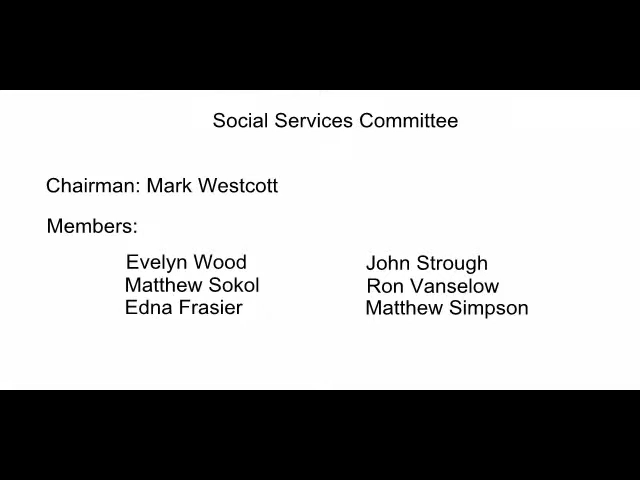 Social Services Committee
Chairman: Mark Westcott
Members:
Evelyn Wood John Strough
Matthew Sokol Ron Vanselow
Edna Frasier Matthew Simpson